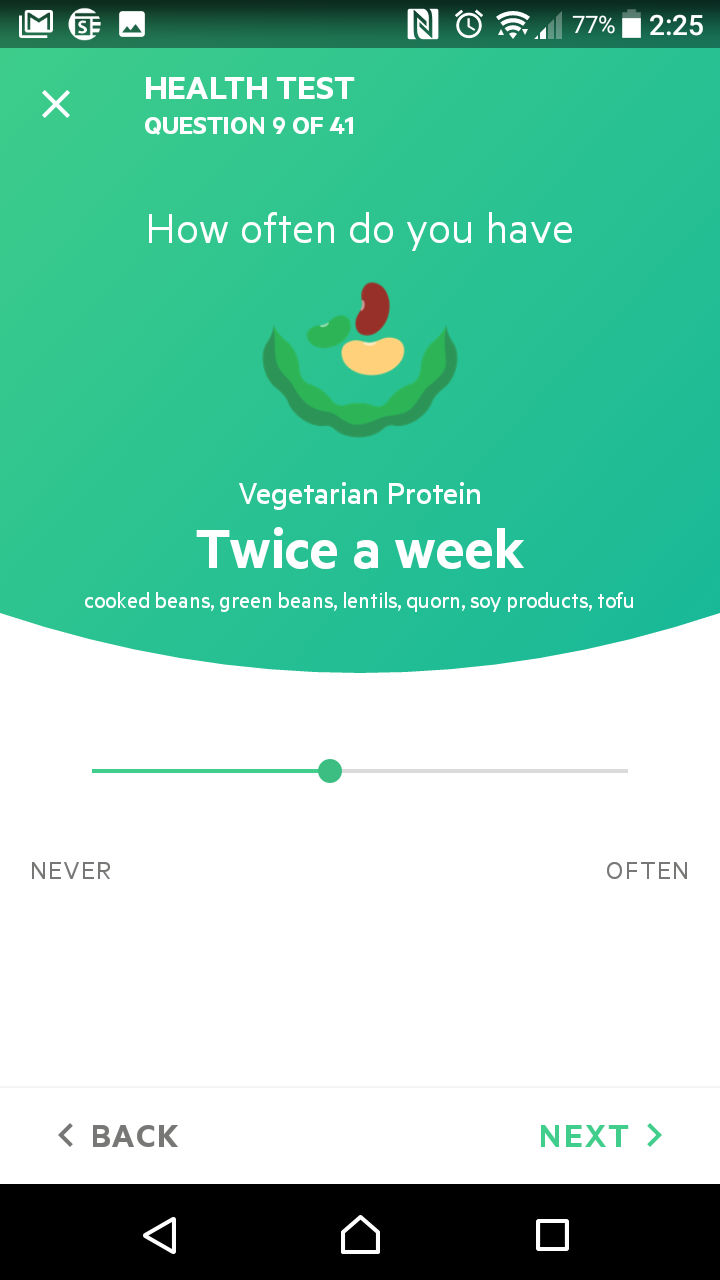 77% 2:25
HEALTH TEST
QUESTION 9 OF 41
How often do you have
Vegetarian Protein
Twice a week
cooked beans, green beans, lentils, quorn, soy products, tofu
NEVER OFTEN
BACK NEXT